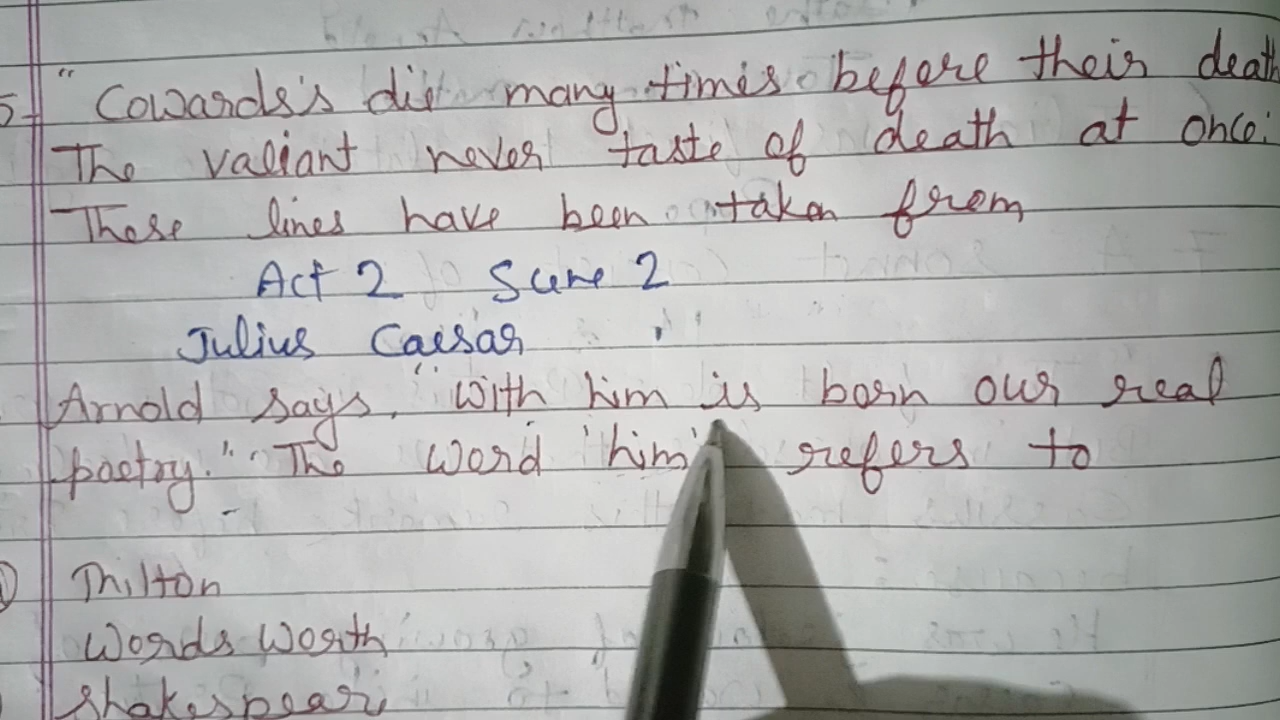 5- " Cowards's die many times before their death
The valiant never taste of death at once.
These lines have been taken from
Act 2 Scene 2
Julius Caesar
Arnold says, "With him is born our real
poetry." The word 'him' refers to
Milton
Words Worth
Shakespear